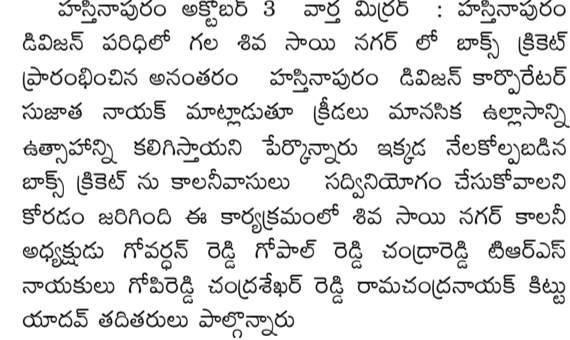 హస్తినాపురం అక్టోబర్ 3 వార్త మిర్రర్ : హస్తినాపురం
డివిజన్ పరిధిలో గల శివ సాయి నగర్ లో బాక్స్ క్రికెట్
ప్రారంభించిన అనంతరం హస్తినాపురం డివిజన్ కార్పొరేటర్
సుజాత నాయక్ మాట్లాడుతూ క్రీడలు మానసిక ఉల్లాసాన్ని
ఉత్సాహాన్ని కలిగిస్తాయని పేర్కొన్నారు ఇక్కడ నేలకోల్పబడిన
బాక్స్ క్రికెట్ ను కాలనీవాసులు సద్వినియోగం చేసుకోవాలని
కోరడం జరిగింది ఈ కార్యక్రమంలో శివ సాయి నగర్ కాలనీ
అధ్యక్షుడు గోవర్ధన్ రెడ్డి గోపాల్ రెడ్డి చంద్రారెడ్డి టిఆర్ఎస్
నాయకులు గోపిరెడ్డి చంద్రశేఖర్ రెడ్డి రామచంద్రనాయక్ కిట్టు
యాదవ్ తదితరులు పాల్గొన్నారు